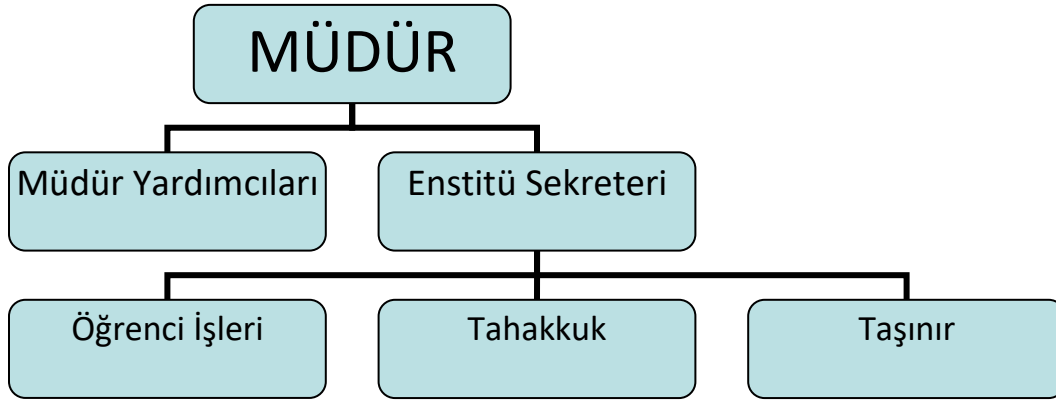 MÜDÜR
Müdür Yardımcıları
Enstitü Sekreteri
Öğrenci İşleri
Tahakkuk
Taşınır